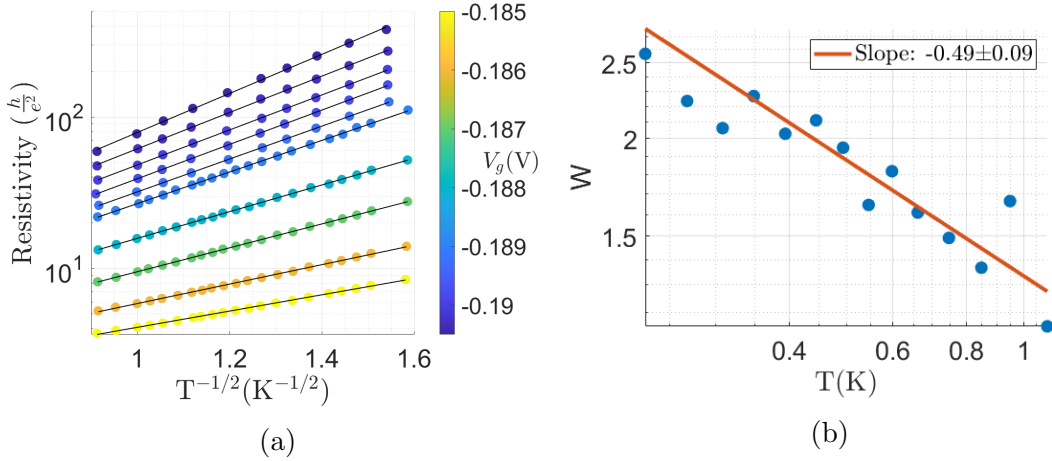 Resistivity (h/e²)
10²
10¹
1
1.2
1.4
1.6
T⁻¹/²(K⁻¹/²)
-0.185
-0.186
-0.187
-0.188
-0.189
-0.19
V_g(V)
(a)
W
2.5
2
1.5
0.4
0.6
0.8
1
T(K)
Slope: -0.49±0.09
(b)